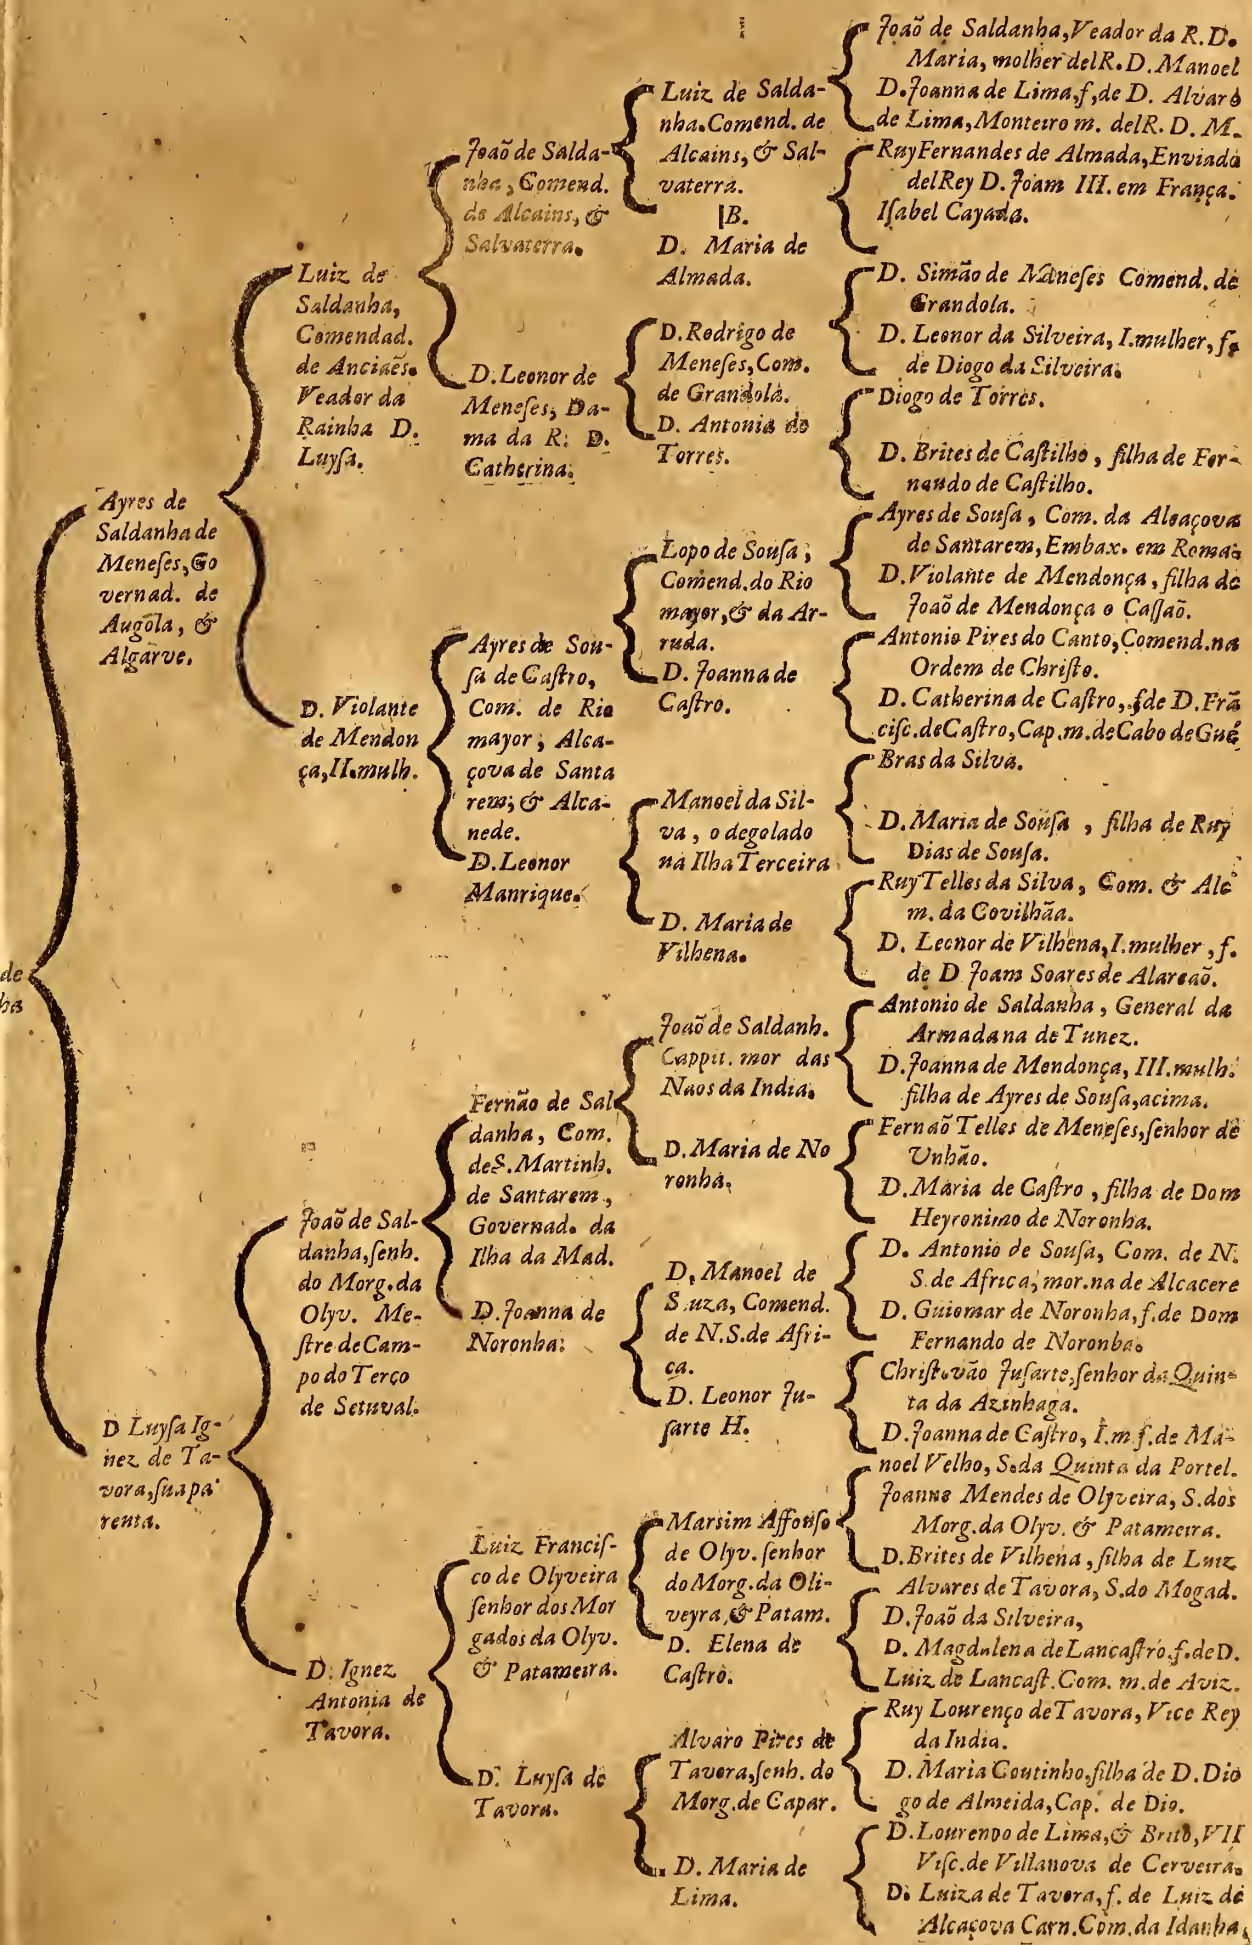 de
ha
Ayres de
Saldanha de
Meneſes, Go
vernad. de
Augola, &
Algarve.
D Luyſa Ig-
nez de Ta-
vora, ſua pa
renta.
Luiz de
Saldanha,
Comendad.
de Anciaẽs.
Veador da
Rainha D.
Luyſa.
D. Violante
de Mendon
ça, II. mulh.
Joaõ de Sal-
danha, ſenh.
do Morg. da
Olyv. Me-
ſtre de Cam-
po do Terço
de Setuval.
D. Ignez
Antonia de
Tavora.
Joaõ de Salda-
nha, Comend.
de Alcains, &
Salvaterra.
D. Leonor de
Meneſes, Da-
ma da R. D.
Catherina.
Ayres de Sou-
ſa de Caſtro,
Com. de Rio
mayor, Alca-
çova de Santa
rem, & Alca-
nede.
D. Leonor
Manrique.
Fernão de Sal
danha, Com.
de S. Martinh.
de Santarem,
Governad. da
Ilha da Mad.
D. Joanna de
Noronha.
Luiz Franciſ-
co de Olyveira
ſenhor dos Mor
gados da Olyv.
& Patameira.
D. Luyſa de
Tavora.
Luiz de Salda-
nha. Comend. de
Alcains, & Sal-
vaterra.
|B.
D. Maria de
Almada.
D. Rodrigo de
Meneſes, Com.
de Grandola.
D. Antonia de
Torres.
Lopo de Souſa,
Comend. do Rio
mayor, & da Ar-
ruda.
D. Joanna de
Caſtro.
Manoel da Sil-
va, o degolado
na Ilha Terceira
D. Maria de
Vilhena.
Joaõ de Saldanh.
Cappit. mor das
Naos da India.
D. Maria de No
ronha.
D. Manoel de
S uza, Comend.
de N. S. de Afri-
ca.
D. Leonor Ju-
ſarte H.
Marsim Affonſo
de Olyv. ſenhor
do Morg. da Oli-
veyra, & Patam.
D. Elena de
Caſtro.
Alvaro Pires de
Tavora, ſenh. do
Morg. de Capar.
D. Maria de
Lima.
Joaõ de Saldanha, Veador da R. D.
Maria, molher delR. D. Manoel
D. Joanna de Lima, f, de D. Alvaro
de Lima, Monteiro m. delR. D. M.
Ruy Fernandes de Almada, Enviado
delRey D. Joam III. em França.
Iſabel Cayada.
D. Simão de Meneſes Comend. de
Grandola.
D. Leonor da Silveira, I. mulher, f.
de Diogo da Silveira.
Diogo de Torres.
D. Brites de Caſtilho, filha de Fer-
naudo de Caſtilho.
Ayres de Souſa, Com. da Aleaçova
de Santarem, Embax. em Roma.
D. Violante de Mendonça, filha de
Joaõ de Mendonça o Caſſaõ.
Antonio Pires do Canto, Comend. na
Ordem de Chriſto.
D. Catherina de Caſtro, f de D. Frã
ciſc. de Caſtro, Cap. m. de Cabo de Gué
Bras da Silva.
D. Maria de Souſa, filha de Ruy
Dias de Souſa.
Ruy Telles da Silva, Com. & Alc
m. da Covilhãa.
D. Leonor de Vilhena, I. mulher, f.
de D Joam Soares de Alarcaõ.
Antonio de Saldanha, General da
Armada na de Tunez.
D. Joanna de Mendonça, III. mulh.
filha de Ayres de Souſa, acima.
Fernaõ Telles de Meneſes, ſenhor de
Unhão.
D. Maria de Caſtro, filha de Dom
Heyronimo de Noronha.
D. Antonio de Souſa, Com. de N.
S. de Africa, mor. na de Alcacere
D. Guiomar de Noronha, f. de Dom
Fernando de Noronha.
Chriſtovão Juſarte, ſenhor da Quin-
ta da Azinhaga.
D. Joanna de Caſtro, I. m f. de Ma-
noel Velho, S. da Quinta da Portel.
Joanne Mendes de Olyveira, S. dos
Morg. da Olyv. & Patameira.
D. Brites de Vilhena, filha de Luiz
Alvares de Tavora, S. do Mogad.
D. Joaõ da Silveira,
D. Magdalena de Lancaſtro, f. de D.
Luiz de Lancaſt. Com. m. de Aviz.
Ruy Lourenço de Tavora, Vice Rey
da India.
D. Maria Coutinho, filha de D. Dio
go de Almeida, Cap. de Dio.
D. Lourenoo de Lima, & Brito, VII
Viſc. de Villanova de Cerveira.
D. Luiza de Tavora, f. de Luiz de
Alcaçova Carn. Com. da Idanha.